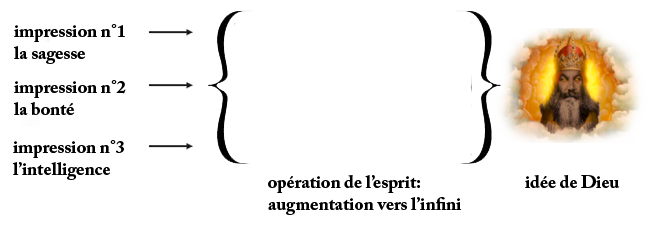 impression n°1
la sagesse
impression n°2
la bonté
impression n°3
l'intelligence
opération de l'esprit:
augmentation vers l'infini
idée de Dieu